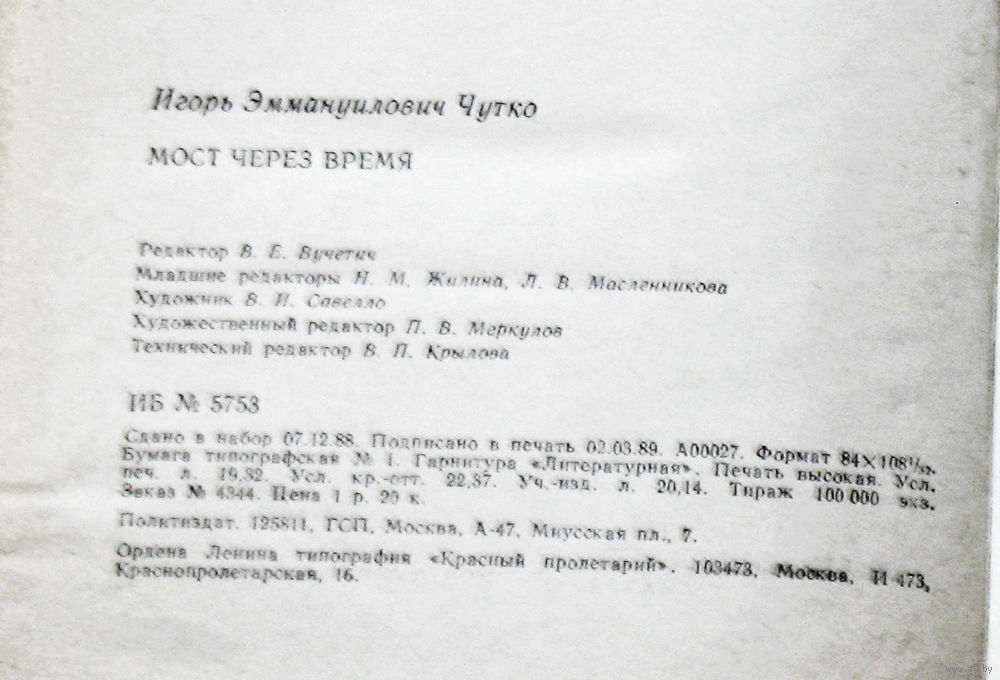 Игорь Эммануилович Чутко
МОСТ ЧЕРЕЗ ВРЕМЯ
Редактор В. Е. Вучетич
Младшие редакторы Н. М. Жилина, Л. В. Масленникова
Художник В. И. Савелло
Художественный редактор П. В. Меркулов
Технический редактор В. П. Крылова
ИБ № 5753
Сдано в набор 07.12.88. Подписано в печать 02.03.89. А00027. Формат 84×108¹/₃₂.
Бумага типографская № 1. Гарнитура «Литературная». Печать высокая. Усл.
печ. л. 19,32. Усл. кр.-отт. 22,37. Уч.-изд. л. 20,14. Тираж 100 000 экз.
Заказ № 4344. Цена 1 р. 20 к.
Политиздат. 125811, ГСП, Москва, А-47, Миусская пл., 7.
Ордена Ленина типография «Красный пролетарий». 103473, Москва, И-473,
Краснопролетарская, 16.